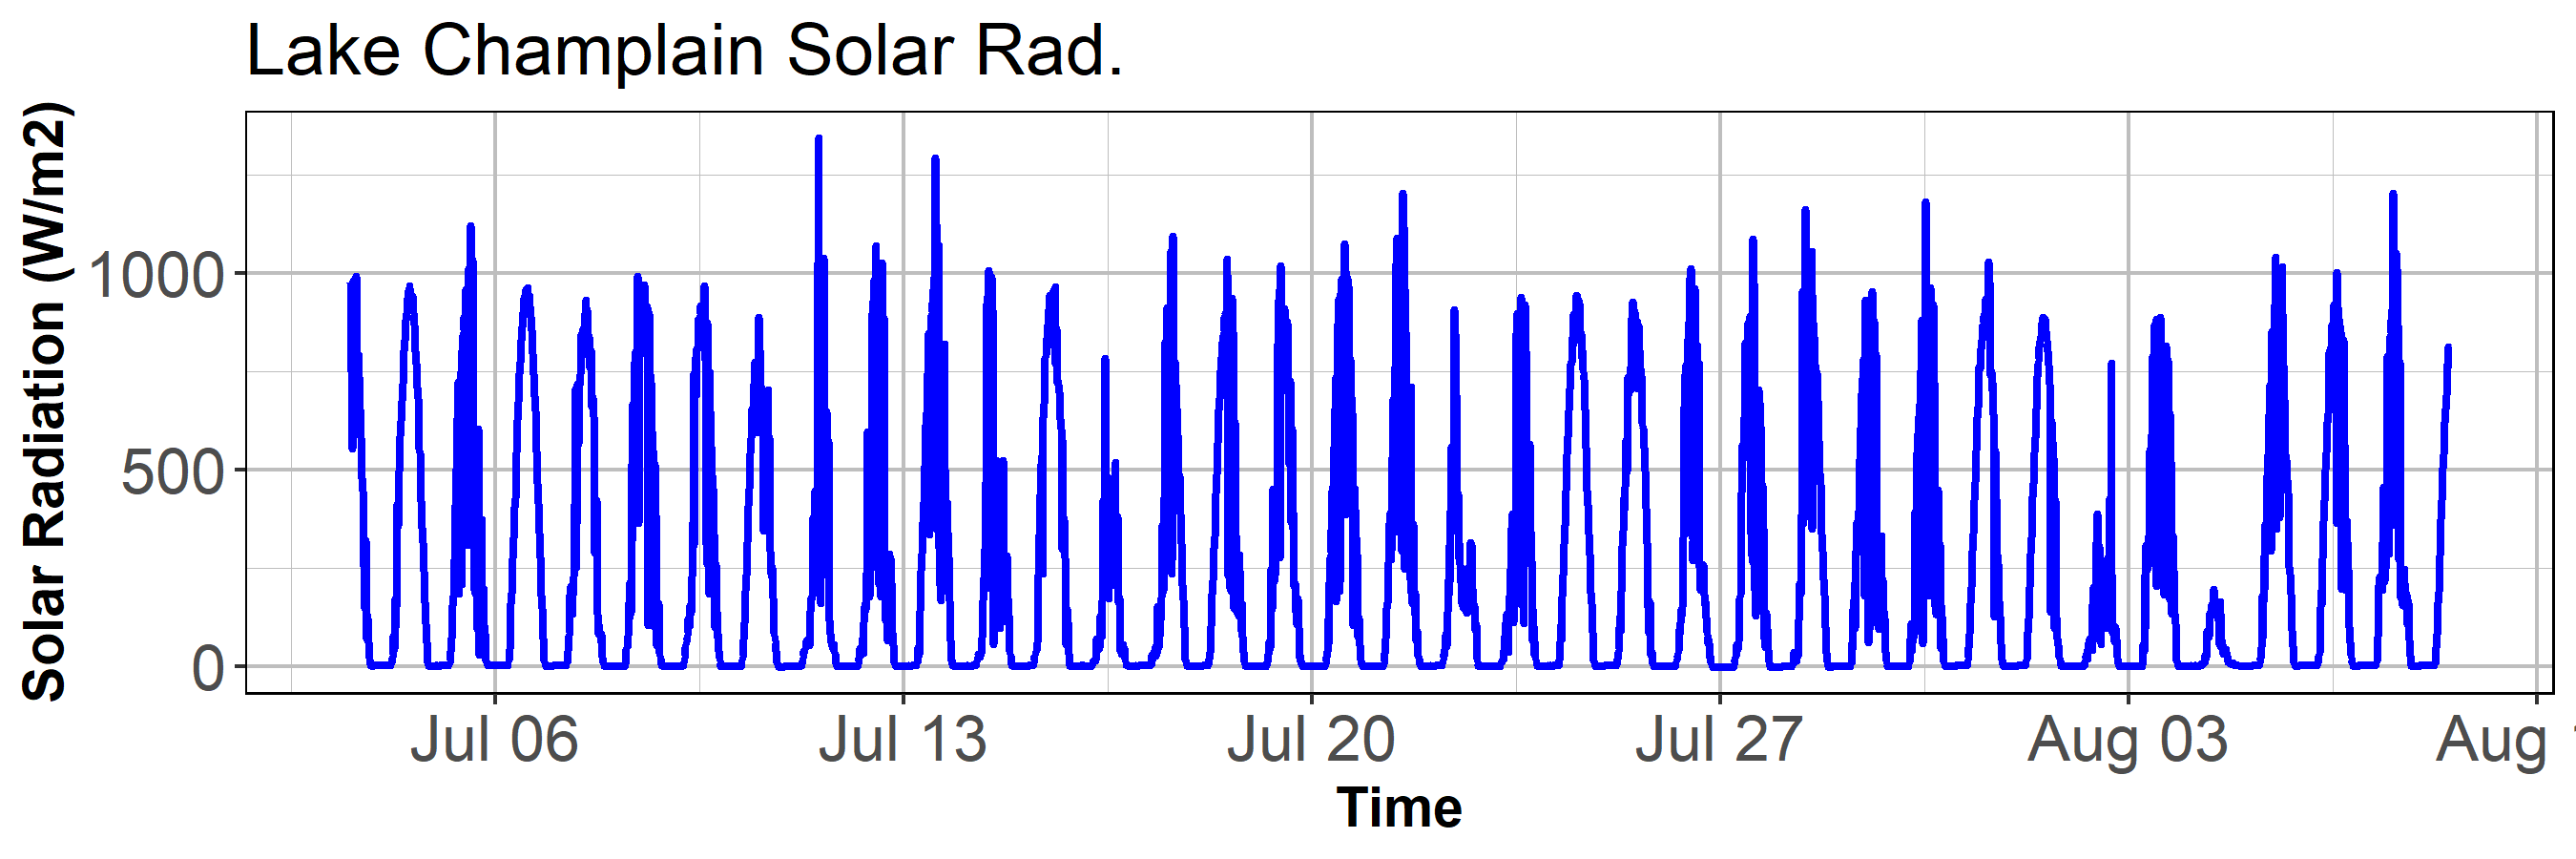 Lake Champlain Solar Rad.
Solar Radiation (W/m2)
1000
500
0
Jul 06
Jul 13
Jul 20
Jul 27
Aug 03
Aug
Time